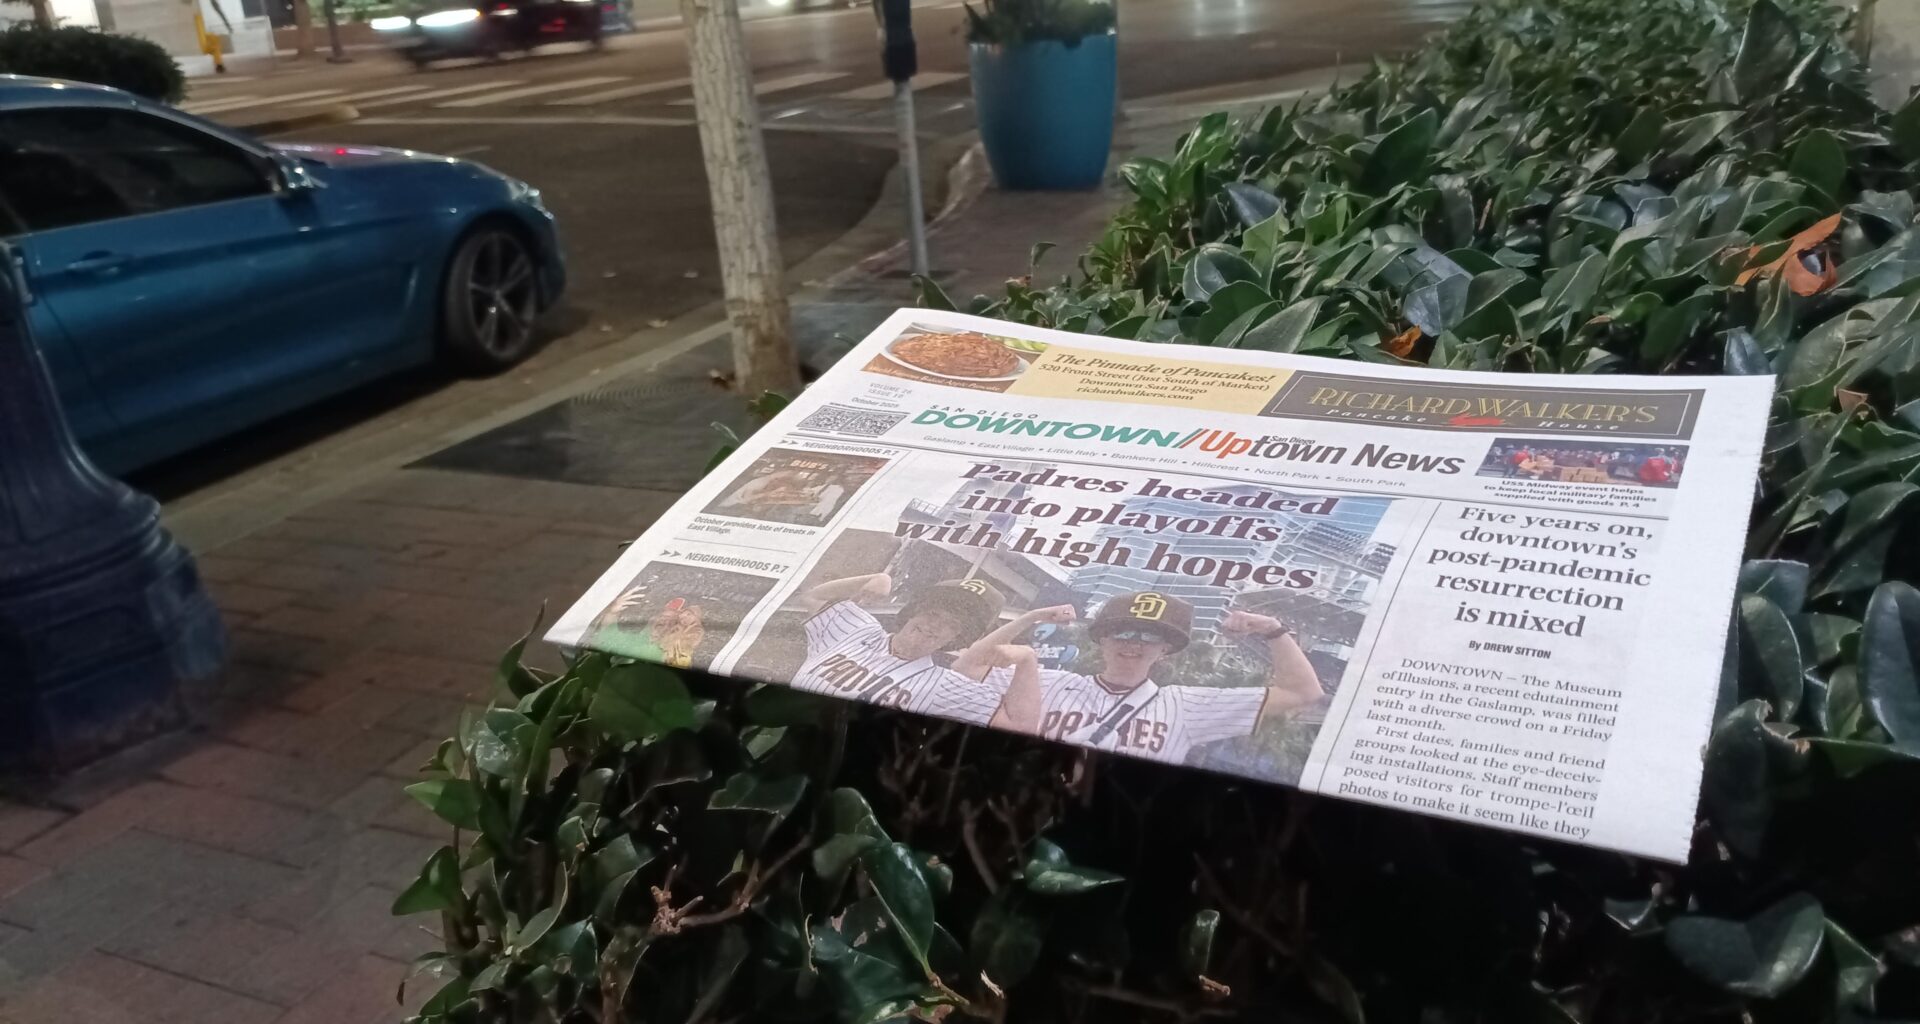 The Pinnacle of Pancakes!
520 Front Street (Just South of Market)
Downtown San Diego
richardwalkers.com
RICHARD WALKER'S
Pancake House
VOLUME 26
ISSUE 10
October 2025
SAN DIEGO
DOWNTOWN//San Diego Uptown News
Gaslamp • East Village • Little Italy • Bankers Hill • Hillcrest • North Park • South Park
USS Midway event helps
to keep local military families
supplied with goods P. 4
NEIGHBORHOODS P.7
BUB'S
October provides lots of treats in
East Village.
NEIGHBORHOODS P.7
Padres headed
into playoffs
with high hopes
SD
PADRES
PADRES
Five years on,
downtown's
post-pandemic
resurrection
is mixed
By DREW SITTON
DOWNTOWN – The Museum
of Illusions, a recent edutainment
entry in the Gaslamp, was filled
with a diverse crowd on a Friday
last month.
First dates, families and friend
groups looked at the eye-deceiv-
ing installations. Staff members
posed visitors for trompe-l'œil
photos to make it seem like they